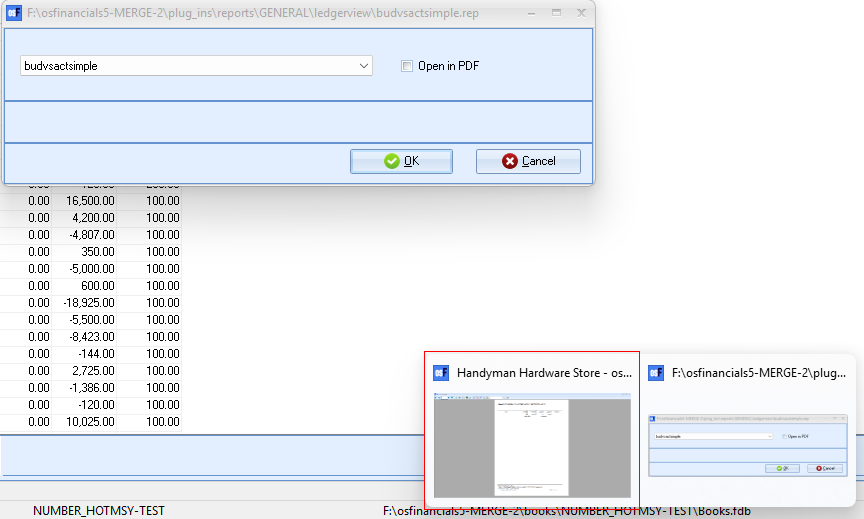 osF F:\osfinancials5-MERGE-2\plug_ins\reports\GENERAL\ledgerview\budvsactsimple.rep
budvsactsimple Open in PDF
OK Cancel
0.00 16,500.00 100.00
0.00 4,200.00 100.00
0.00 -4,807.00 100.00
0.00 350.00 100.00
0.00 -5,000.00 100.00
0.00 600.00 100.00
0.00 -18,925.00 100.00
0.00 -5,500.00 100.00
0.00 -8,423.00 100.00
0.00 -144.00 100.00
0.00 2,725.00 100.00
0.00 -1,386.00 100.00
0.00 -120.00 100.00
0.00 10,025.00 100.00
osF Handyman Hardware Store - os...
osF F:\osfinancials5-MERGE-2\plug...
budvsactsimple Open in PDF
OK Cancel
NUMBER_HOTMSY-TEST F:\osfinancials5-MERGE-2\books\NUMBER_HOTMSY-TEST\Books.fdb